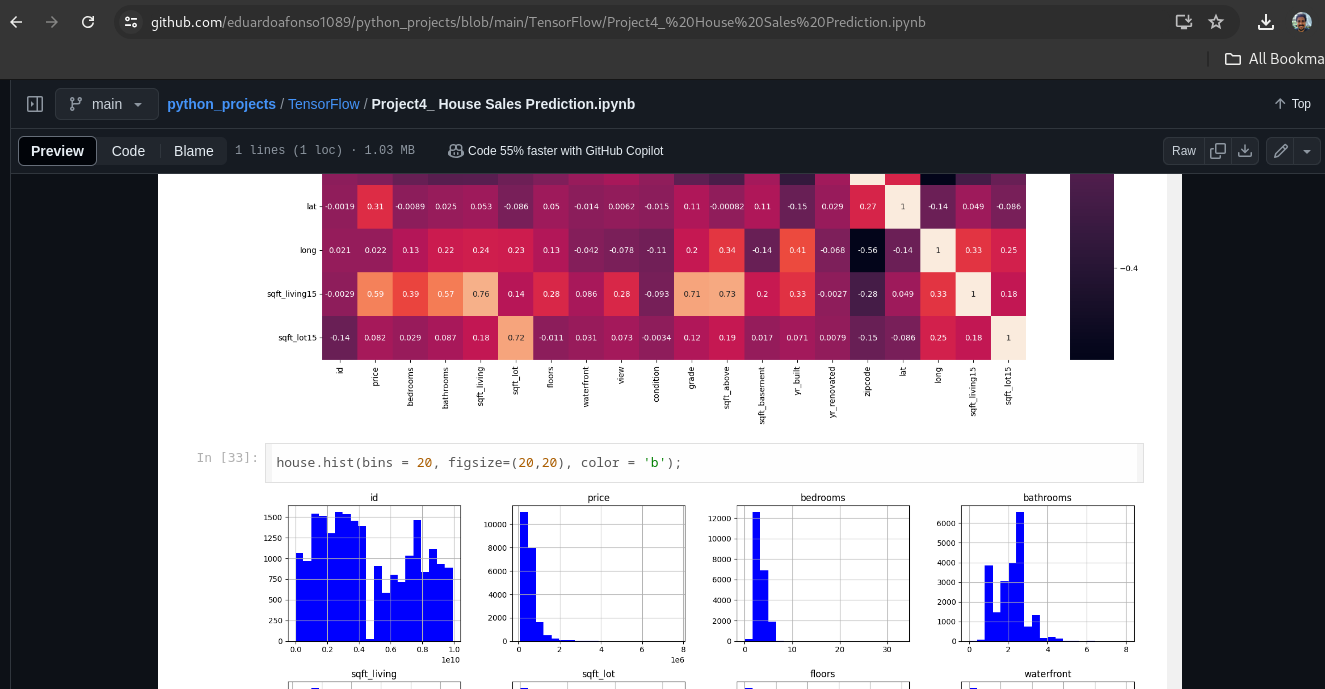 github.com/eduardoafonso1089/python_projects/blob/main/TensorFlow/Project4_%20House%20Sales%20Prediction.ipynb
All Bookma
main python_projects / TensorFlow / Project4_ House Sales Prediction.ipynb Top
Preview Code Blame 1 lines (1 loc) · 1.03 MB Code 55% faster with GitHub Copilot Raw
lat -0.0019 0.31 -0.0089 0.025 0.053 -0.086 0.05 -0.014 0.0062 -0.015 0.11 -0.00082 0.11 -0.15 0.029 0.27 1 -0.14 0.049 -0.086
long 0.021 0.022 0.13 0.22 0.24 0.23 0.13 -0.042 -0.078 -0.11 0.2 0.34 -0.14 0.41 -0.068 -0.56 -0.14 1 0.33 0.25
−0.4
sqft_living15 -0.0029 0.59 0.39 0.57 0.76 0.14 0.28 0.086 0.28 -0.093 0.71 0.73 0.2 0.33 -0.0027 -0.28 0.049 0.33 1 0.18
sqft_lot15 -0.14 0.082 0.029 0.087 0.18 0.72 -0.011 0.031 0.073 -0.0034 0.12 0.19 0.017 0.071 0.0079 -0.15 -0.086 0.25 0.18 1
id price bedrooms bathrooms sqft_living sqft_lot floors waterfront view condition grade sqft_above sqft_basement yr_built yr_renovated zipcode lat long sqft_living15 sqft_lot15
In [33]: house.hist(bins = 20, figsize=(20,20), color = 'b');
id
1500
1250
1000
750
500
250
0
0.0 0.2 0.4 0.6 0.8 1.0
1e10
price
10000
8000
6000
4000
2000
0
0 2 4 6 8
1e6
bedrooms
12000
10000
8000
6000
4000
2000
0
0 10 20 30
bathrooms
6000
5000
4000
3000
2000
1000
0
0 2 4 6 8
sqft_living sqft_lot floors waterfront